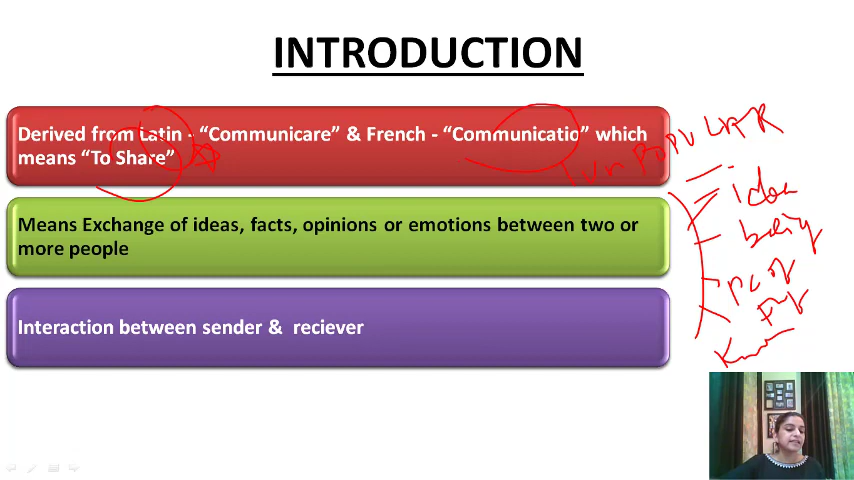 INTRODUCTION
Derived from Latin - “Communicare” & French - “Communicatio” which
means “To Share”
Means Exchange of ideas, facts, opinions or emotions between two or
more people
Interaction between sender & reciever